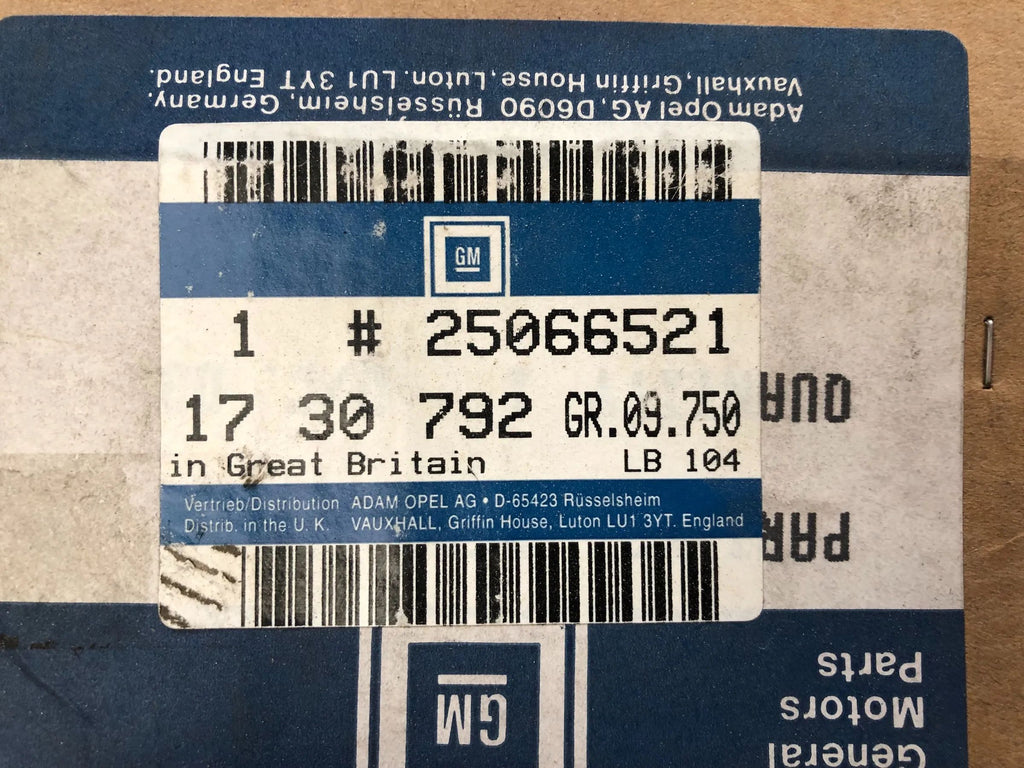 Adam Opel AG, D6090 Rüsselsheim, Germany.
Vauxhall, Griffin House, Luton. LU1 3YT England.
GM
1 # 25066521
17 30 792 GR.09.750
in Great Britain LB 104
Vertrieb/Distribution ADAM OPEL AG • D-65423 Rüsselsheim
Distrib. in the U. K. VAUXHALL, Griffin House, Luton LU1 3YT. England
QUA
PAR
GM
General
Motors
Parts